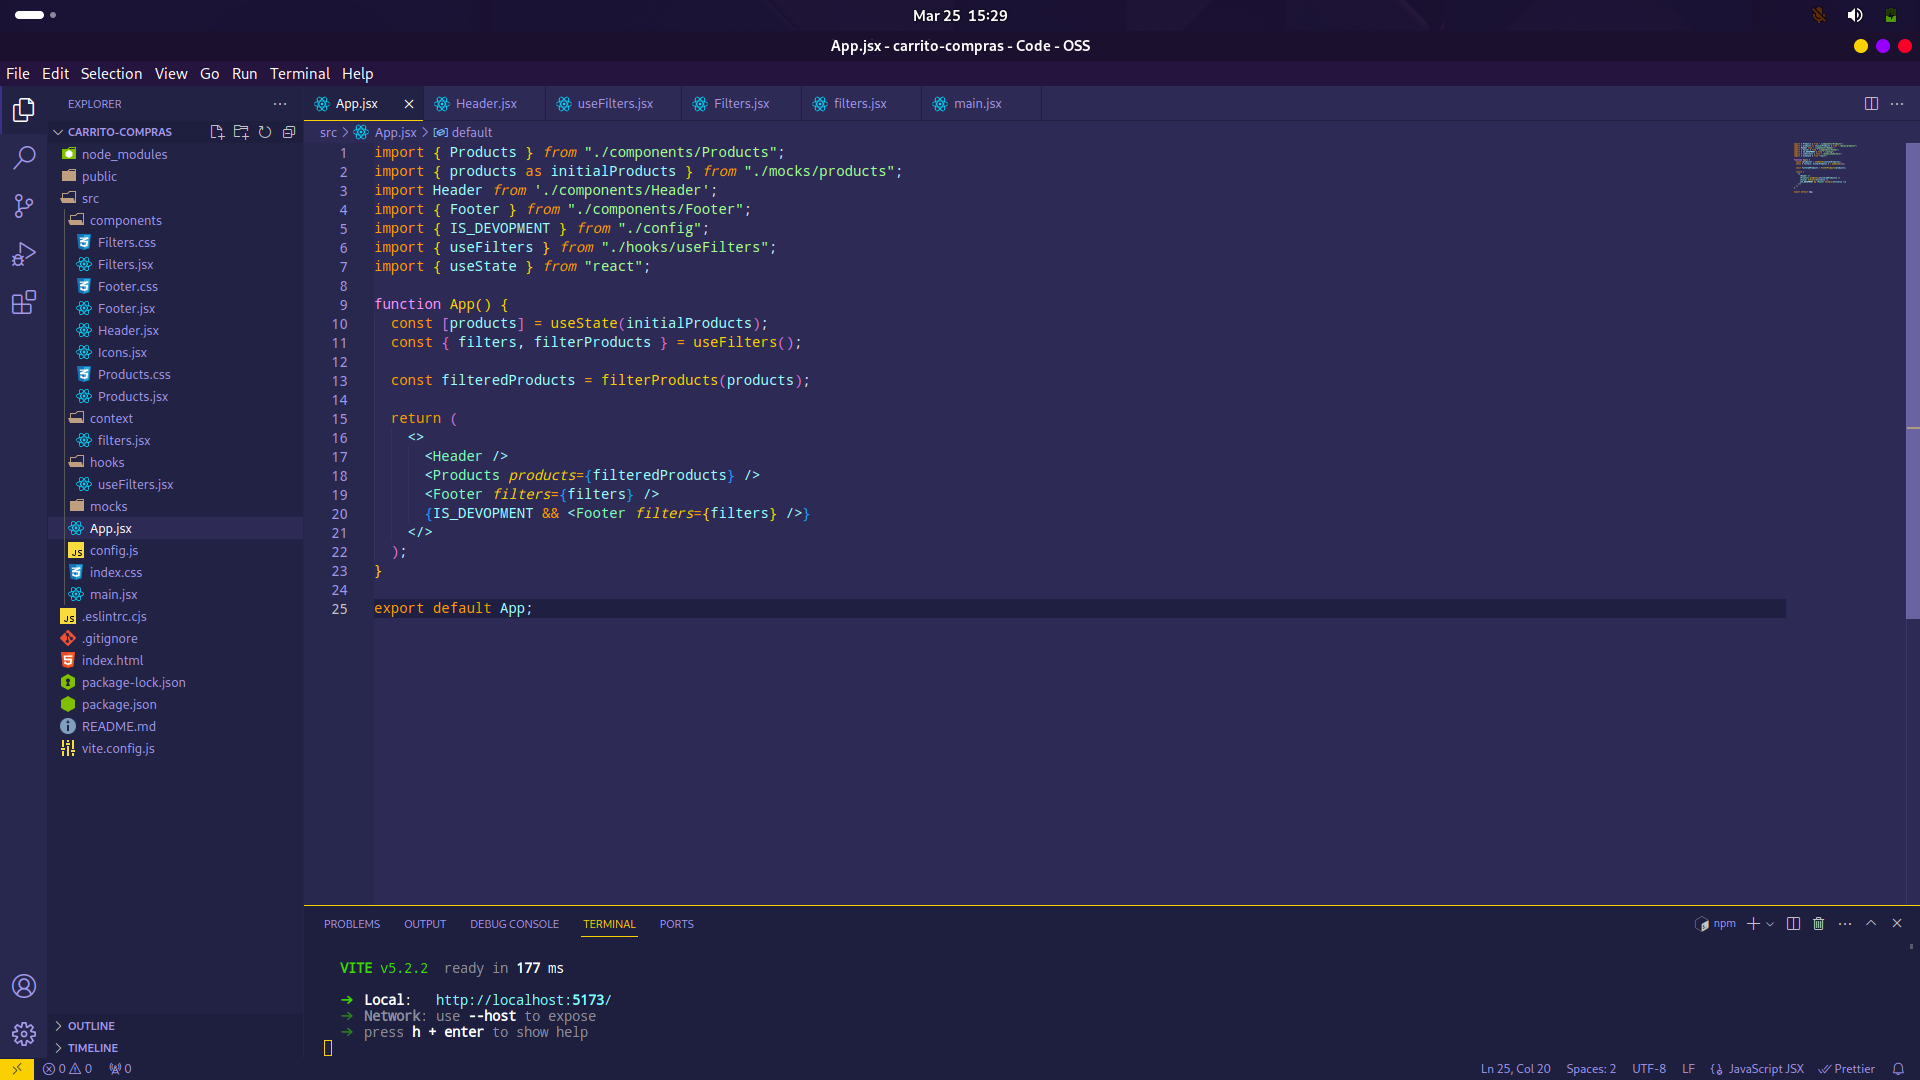 Mar 25 15:29
App.jsx - carrito-compras - Code - OSS
File Edit Selection View Go Run Terminal Help
EXPLORER
CARRITO-COMPRAS
node_modules
public
src
components
Filters.css
Filters.jsx
Footer.css
Footer.jsx
Header.jsx
Icons.jsx
Products.css
Products.jsx
context
filters.jsx
hooks
useFilters.jsx
mocks
App.jsx
config.js
index.css
main.jsx
.eslintrc.cjs
.gitignore
index.html
package-lock.json
package.json
README.md
vite.config.js
OUTLINE
TIMELINE
App.jsx Header.jsx useFilters.jsx Filters.jsx filters.jsx main.jsx
src > App.jsx > default
1 import { Products } from "./components/Products";
2 import { products as initialProducts } from "./mocks/products";
3 import Header from './components/Header';
4 import { Footer } from "./components/Footer";
5 import { IS_DEVOPMENT } from "./config";
6 import { useFilters } from "./hooks/useFilters";
7 import { useState } from "react";
8
9 function App() {
10 const [products] = useState(initialProducts);
11 const { filters, filterProducts } = useFilters();
12
13 const filteredProducts = filterProducts(products);
14
15 return (
16 <>
17 <Header />
18 <Products products={filteredProducts} />
19 <Footer filters={filters} />
20 {IS_DEVOPMENT && <Footer filters={filters} />}
21 </>
22 );
23 }
24
25 export default App;
PROBLEMS OUTPUT DEBUG CONSOLE TERMINAL PORTS
npm
VITE v5.2.2 ready in 177 ms
➜ Local: http://localhost:5173/
➜ Network: use --host to expose
➜ press h + enter to show help
0 0 0
Ln 25, Col 20 Spaces: 2 UTF-8 LF JavaScript JSX Prettier